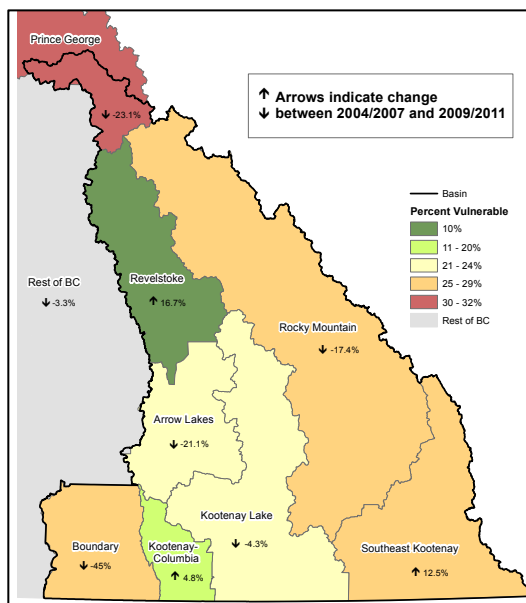 Prince George
↓ -23.1%
↑ Arrows indicate change
↓ between 2004/2007 and 2009/2011
Basin
Percent Vulnerable
10%
11 - 20%
21 - 24%
25 - 29%
30 - 32%
Rest of BC
Revelstoke
↑ 16.7%
Rest of BC
↓ -3.3%
Rocky Mountain
↓ -17.4%
Arrow Lakes
↓ -21.1%
Kootenay Lake
↓ -4.3%
Boundary
↓ -45%
Kootenay-
Columbia
↑ 4.8%
Southeast Kootenay
↑ 12.5%